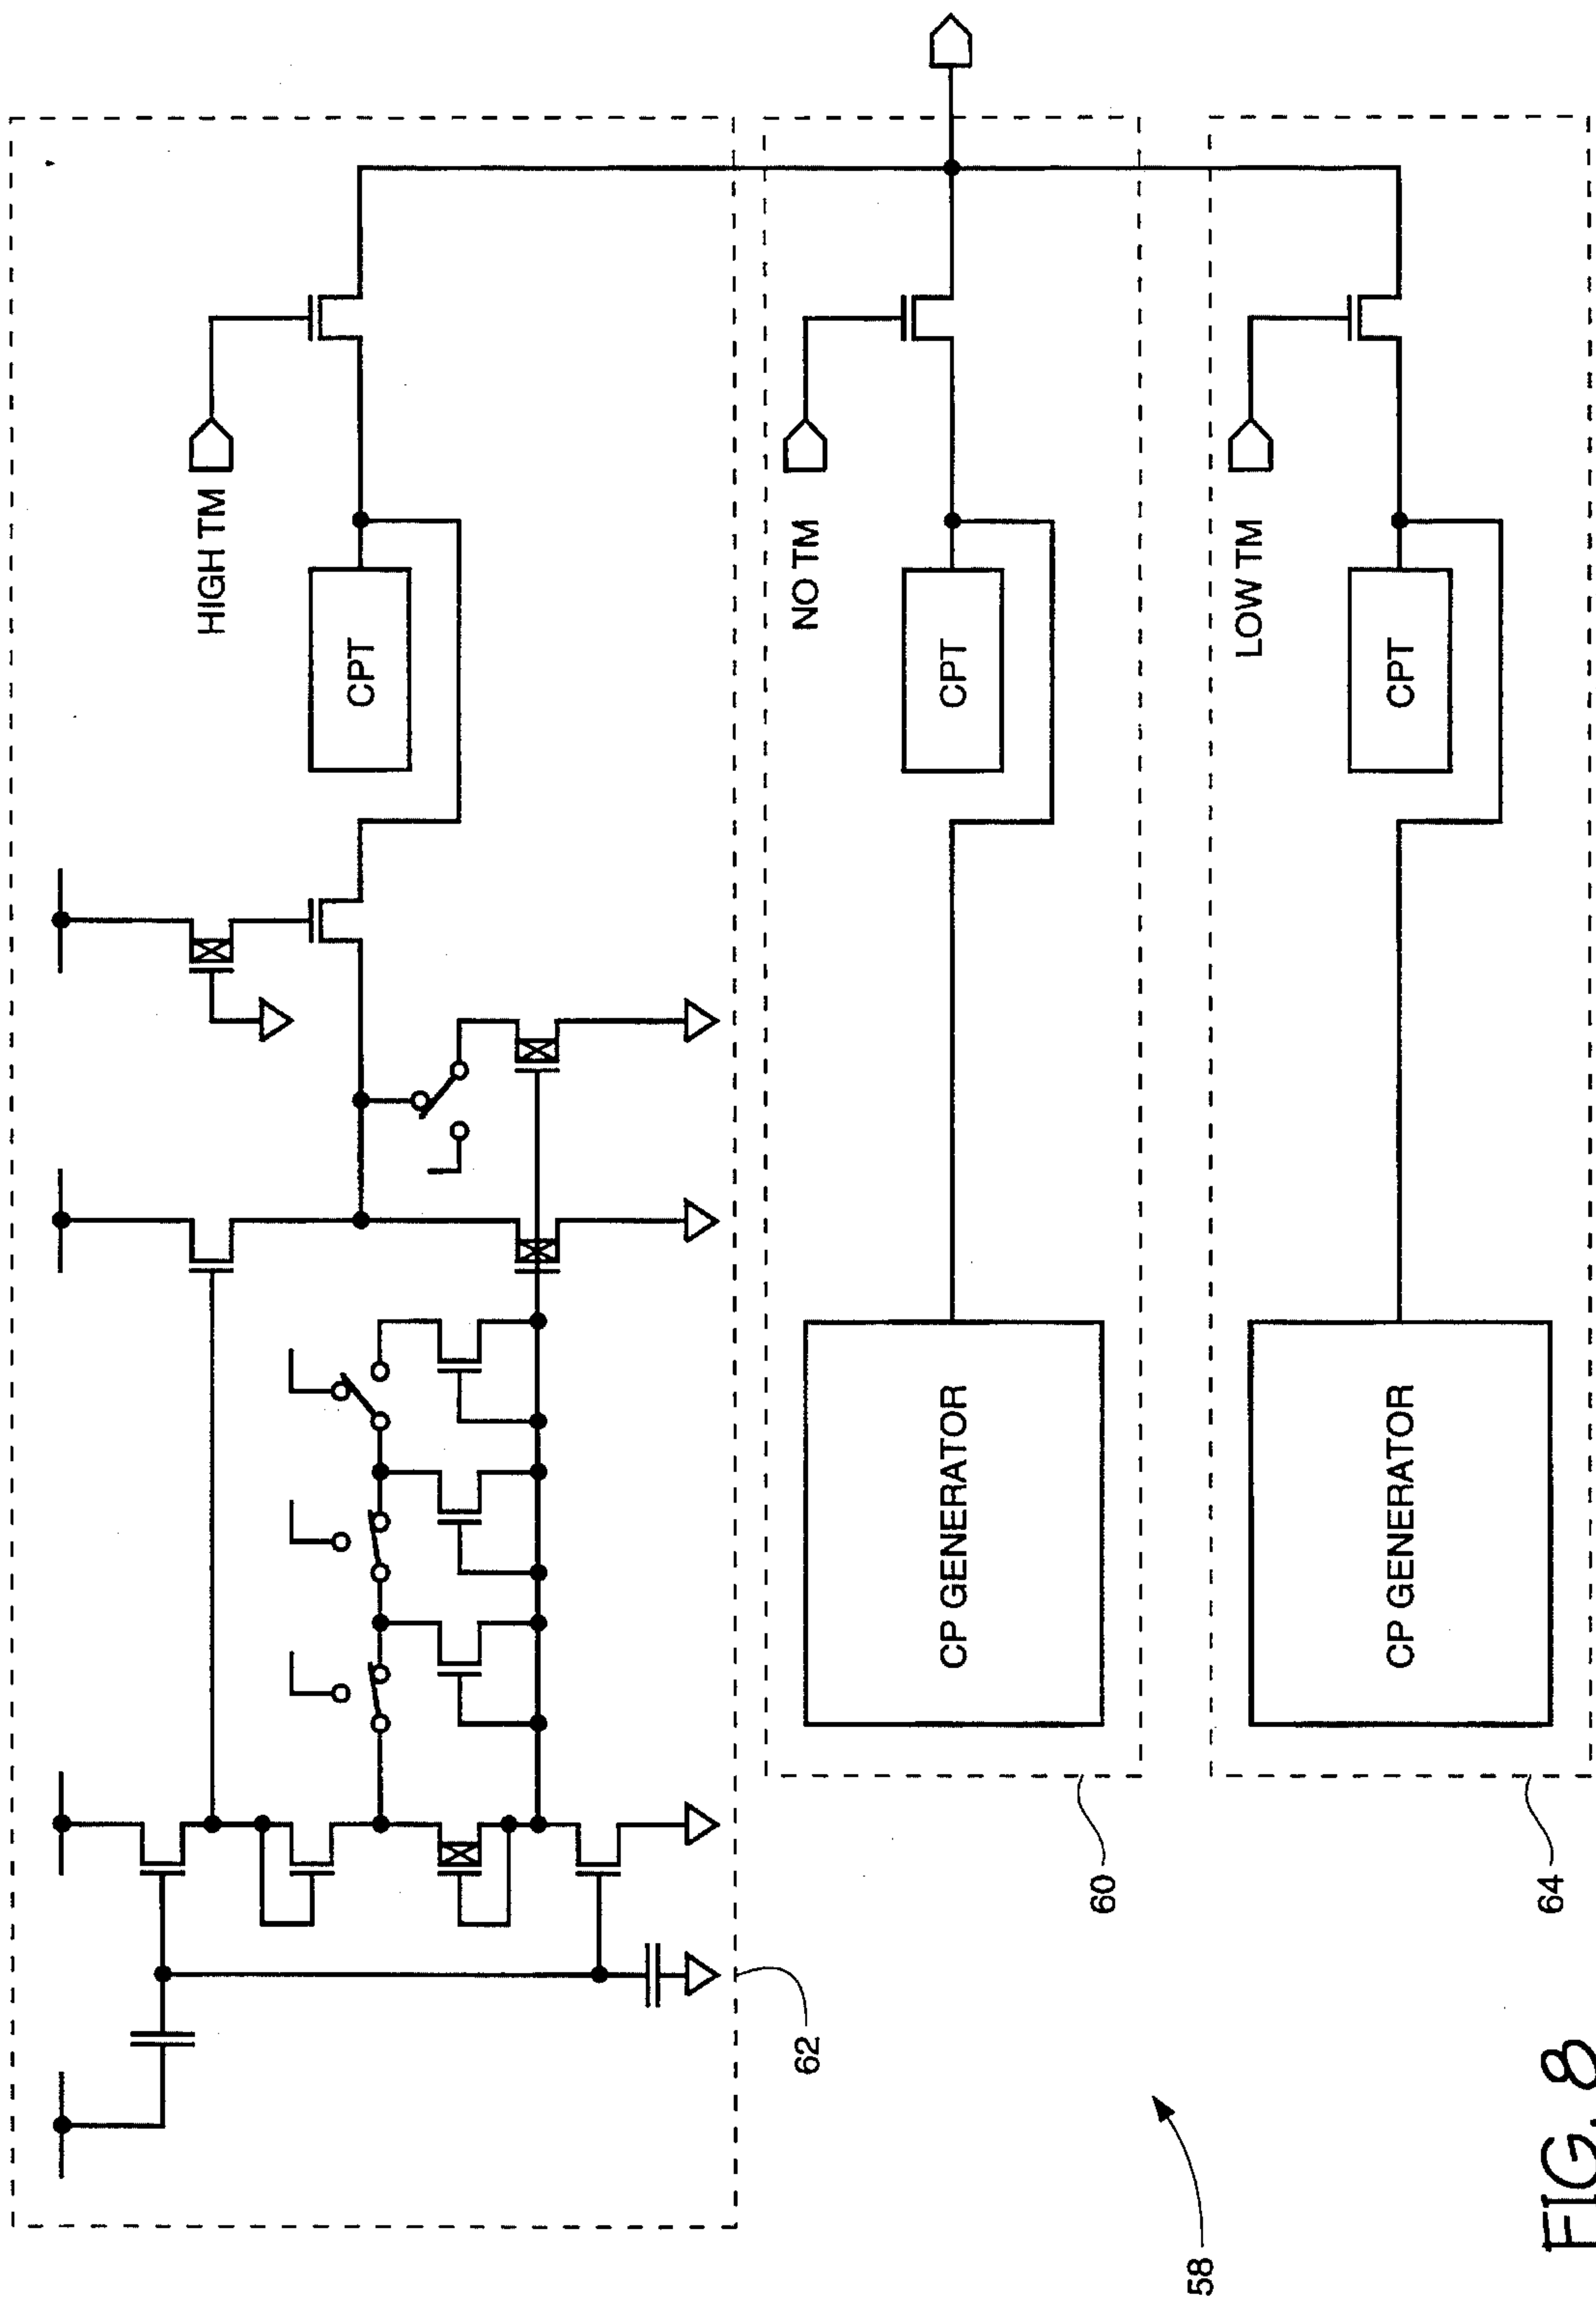 HIGH TM
CPT
62
NO TM
CPT
CP GENERATOR
60
LOW TM
CPT
CP GENERATOR
64
58
FIG. 8